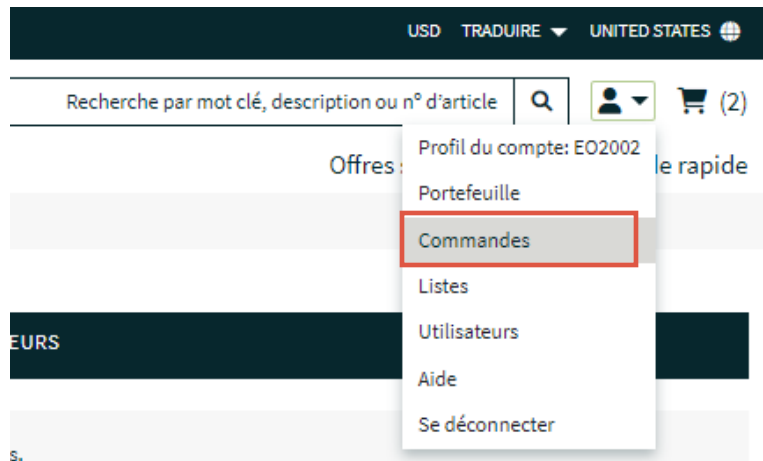 USD TRADUIRE UNITED STATES
Recherche par mot clé, description ou n° d'article
(2)
Offres
le rapide
Profil du compte: EO2002
Portefeuille
Commandes
Listes
Utilisateurs
Aide
Se déconnecter
EURS
s.